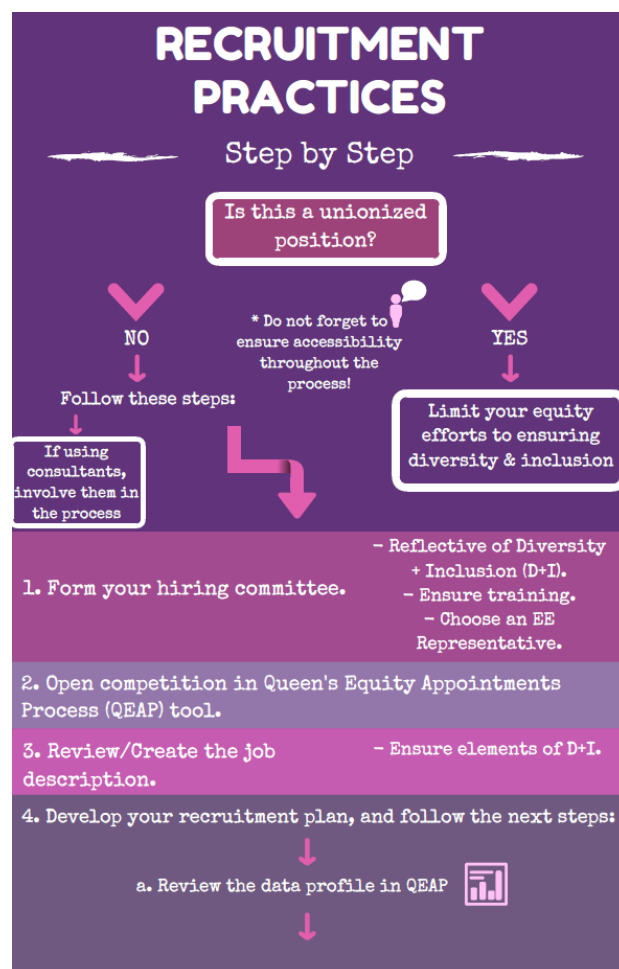 RECRUITMENT
PRACTICES
Step by Step
Is this a unionized
position?
NO
* Do not forget to
ensure accessibility
throughout the
process!
YES
Follow these steps:
If using
consultants,
involve them in
the process
Limit your equity
efforts to ensuring
diversity & inclusion
1. Form your hiring committee.
- Reflective of Diversity
+ Inclusion (D+I).
- Ensure training.
- Choose an EE
Representative.
2. Open competition in Queen's Equity Appointments
Process (QEAP) tool.
3. Review/Create the job
description.
- Ensure elements of D+I.
4. Develop your recruitment plan, and follow the next steps:
a. Review the data profile in QEAP